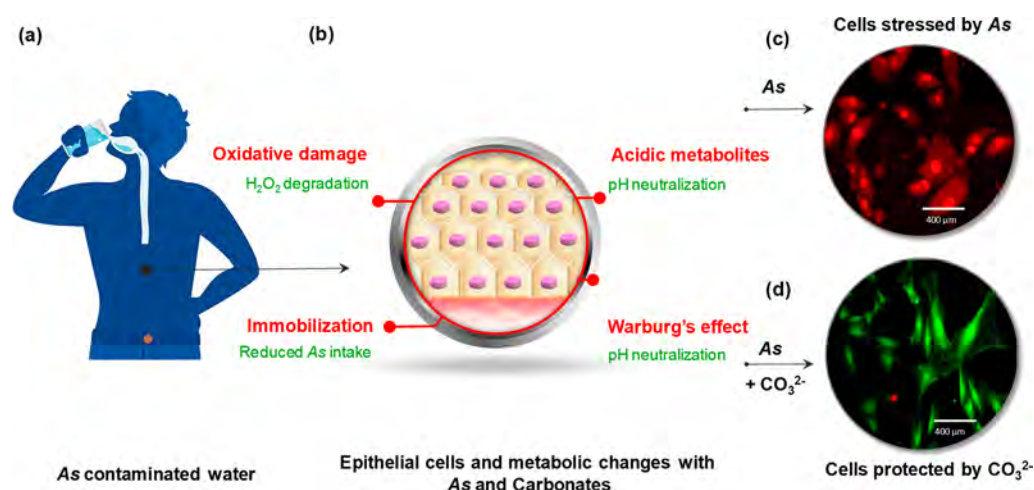 (a)
(b)
(c)
Cells stressed by As
As
400 μm
Oxidative damage
H₂O₂ degradation
Acidic metabolites
pH neutralization
Immobilization
Reduced As intake
Warburg's effect
pH neutralization
(d)
As
+ CO₃²⁻
400 μm
As contaminated water
Epithelial cells and metabolic changes with
As and Carbonates
Cells protected by CO₃²⁻